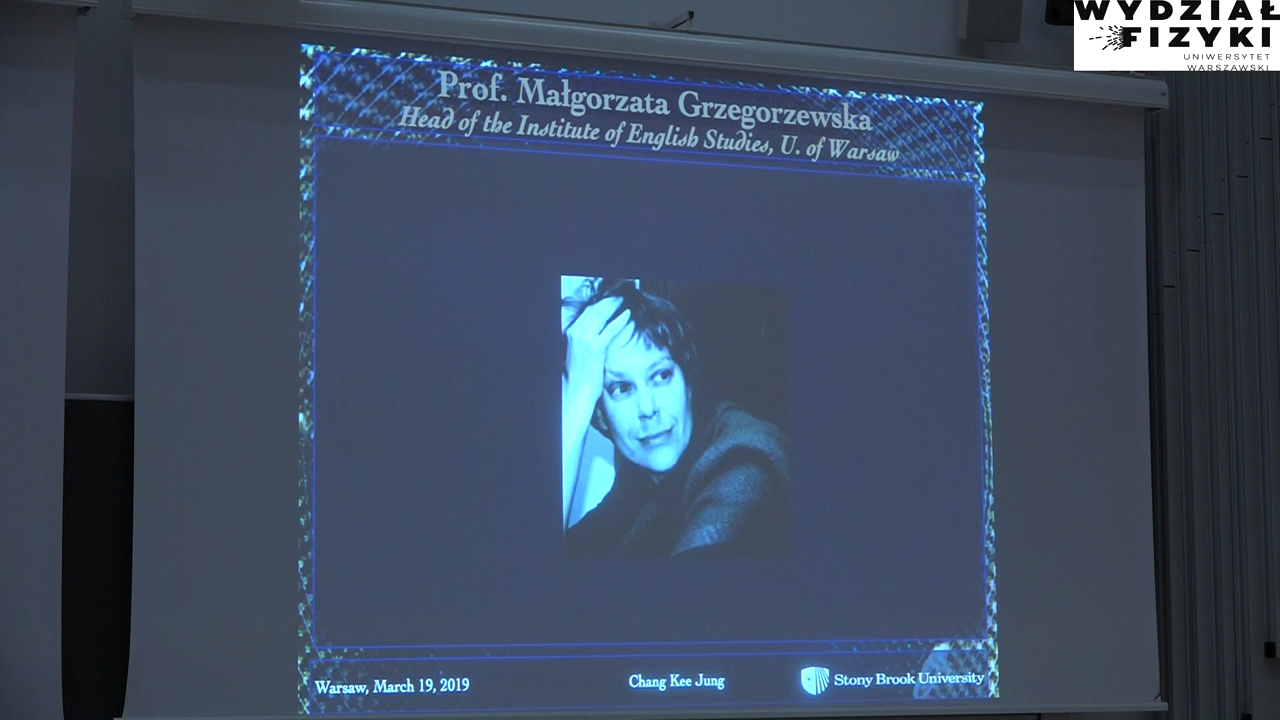 WYDZIAŁ
FIZYKI
UNIWERSYTET
WARSZAWSKI
Prof. Małgorzata Grzegorzewska
Head of the Institute of English Studies, U. of Warsaw
Warsaw, March 19, 2019
Chang Kee Jung
Stony Brook University